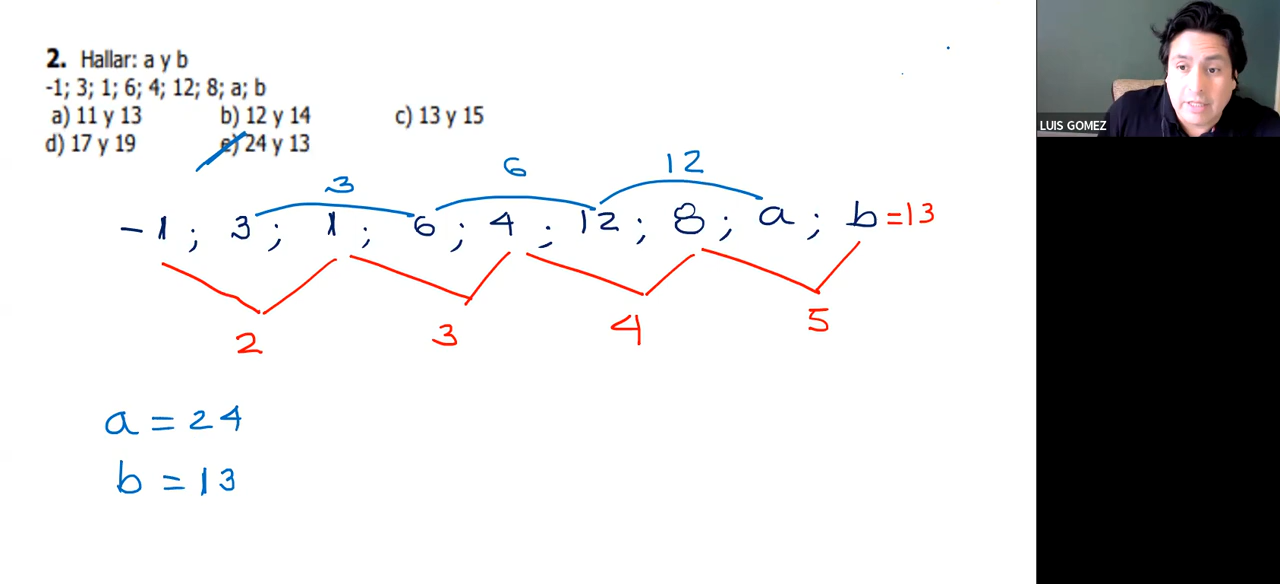 2. Hallar: a y b
-1; 3; 1; 6; 4; 12; 8; a; b
a) 11 y 13 b) 12 y 14 c) 13 y 15
d) 17 y 19 e) 24 y 13
3 6 12
-1 ; 3 ; 1 ; 6 ; 4 ; 12 ; 8 ; a ; b =13
2 3 4 5
a = 24
b = 13
LUIS GOMEZ